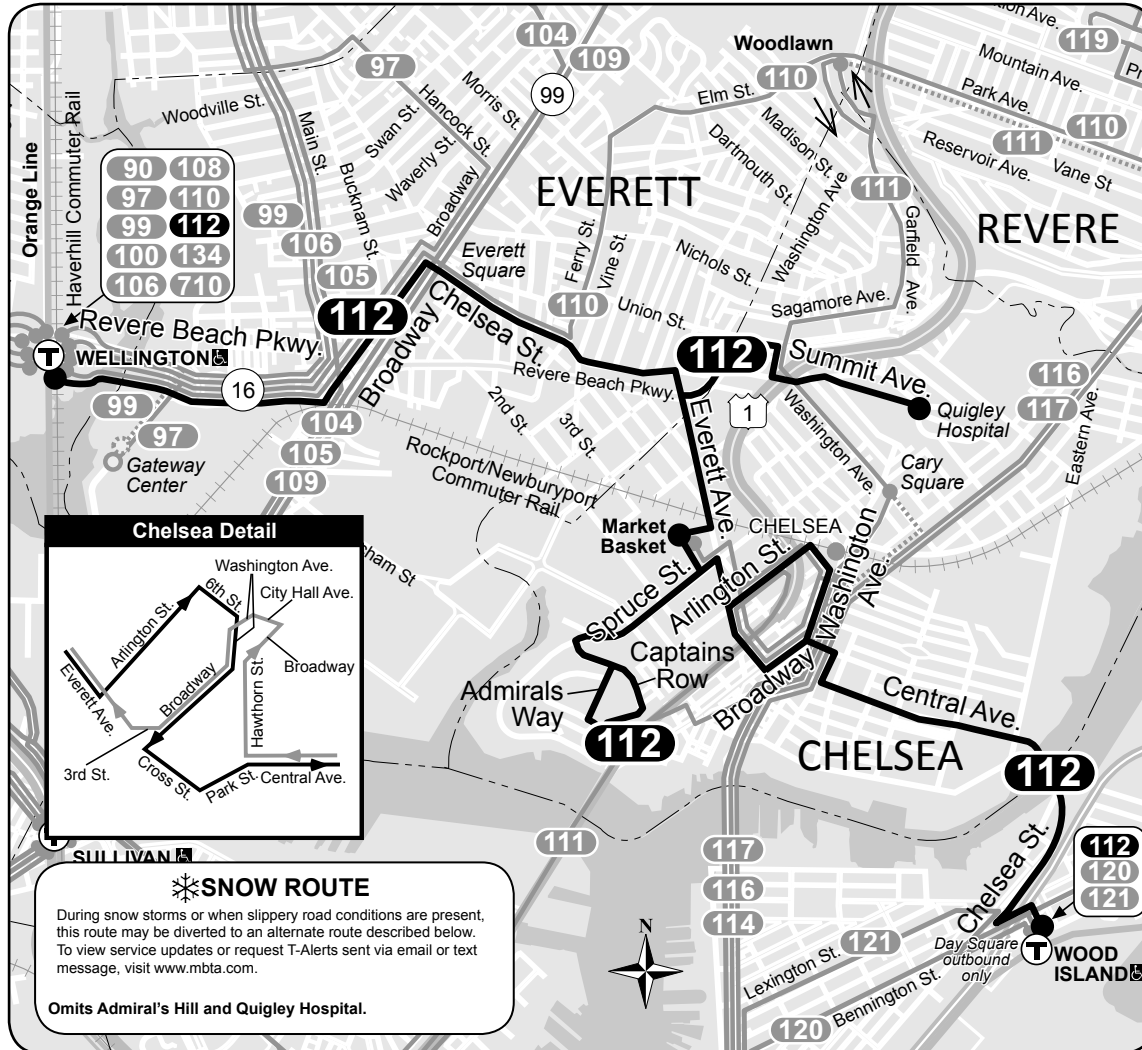 104
109
97
Woodlawn
110
119
ton Ave.
Mountain Ave.
Pr
Park Ave.
110
111
Vane St
Reservoir Ave.
99
Morris St.
Hancock St.
Swan St.
Waverly St.
Woodville St.
Main St.
Bucknam St.
Broadway
Elm St.
Madison St.
Dartmouth St.
Washington Ave
111
Garfield Ave.
EVERETT
REVERE
Orange Line
Haverhill Commuter Rail
90 108
97 110
99 112
100 134
106 710
99
106
105
Everett
Square
Ferry St.
Vine St.
Nichols St.
110
Union St.
Sagamore Ave.
112
Chelsea St.
Broadway
Revere Beach Pkwy.
T
WELLINGTON
16
99
97
Gateway
Center
104
105
109
Revere Beach Pkwy.
2nd St.
3rd St.
112
Summit Ave.
Quigley
Hospital
1
Everett Ave.
Washington Ave.
116
117
Eastern Ave.
Cary
Square
Rockport/Newburyport
Commuter Rail
Market
Basket
CHELSEA
Washington
Ave.
Arlington St.
Spruce St.
Captains
Row
Admirals
Way
112
Broadway
Central Ave.
CHELSEA
112
Chelsea St.
cham St
Chelsea Detail
Washington Ave.
City Hall Ave.
6th St.
Arlington St.
Broadway
Broadway
Everett Ave.
Hawthorn St.
3rd St.
Cross St.
Park St.
Central Ave.
T
SULLIVAN
111
117
116
114
112
120
121
121
Lexington St.
Day Square
outbound
only
T
WOOD
ISLAND
Bennington St.
120
N
SNOW ROUTE
During snow storms or when slippery road conditions are present,
this route may be diverted to an alternate route described below.
To view service updates or request T-Alerts sent via email or text
message, visit www.mbta.com.
Omits Admiral's Hill and Quigley Hospital.